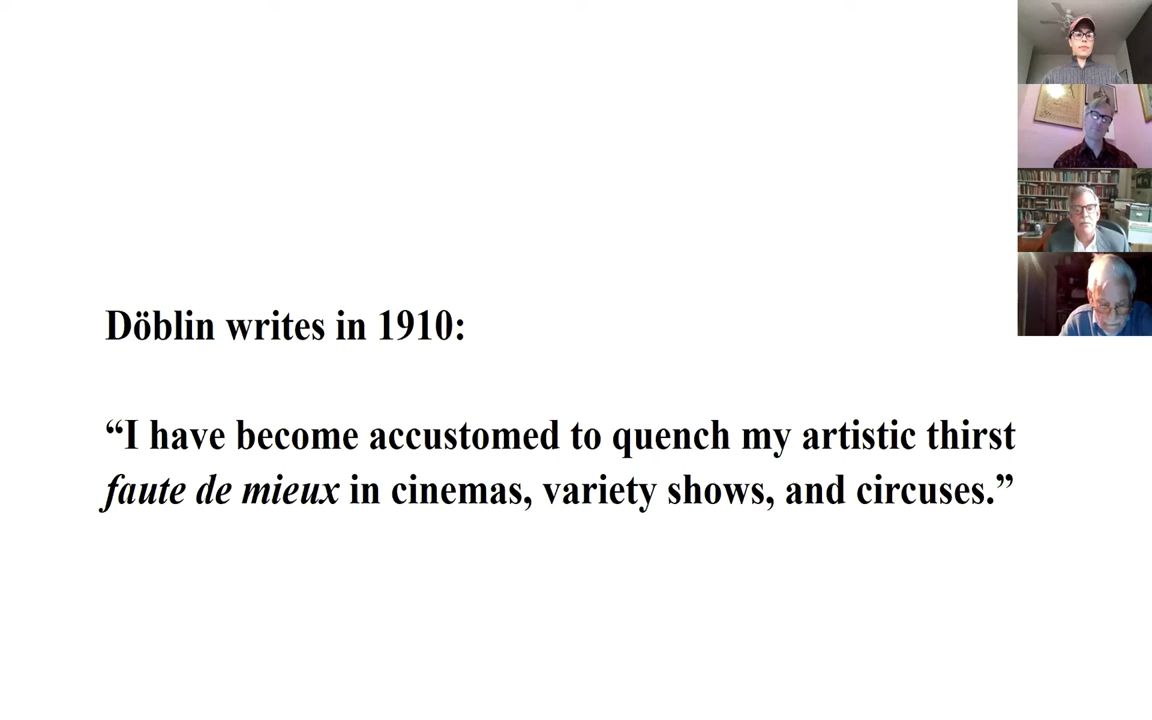 Döblin writes in 1910:
“I have become accustomed to quench my artistic thirst
faute de mieux in cinemas, variety shows, and circuses.”